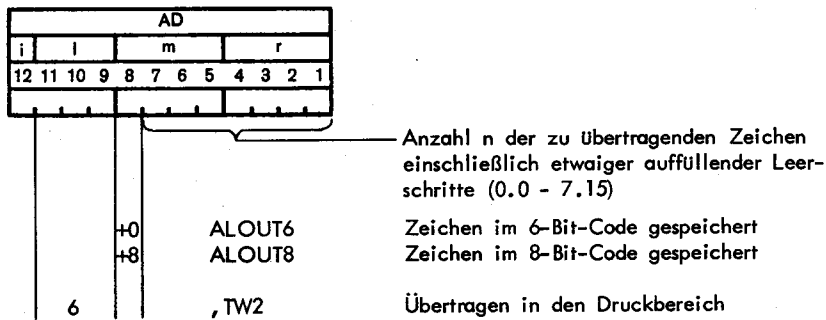 AD
i l m r
12 11 10 9 8 7 6 5 4 3 2 1
Anzahl n der zu übertragenden Zeichen
einschließlich etwaiger auffüllender Leer-
schritte (0.0 - 7.15)
+0 ALOUT6 Zeichen im 6-Bit-Code gespeichert
+8 ALOUT8 Zeichen im 8-Bit-Code gespeichert
6 ,TW2 Übertragen in den Druckbereich